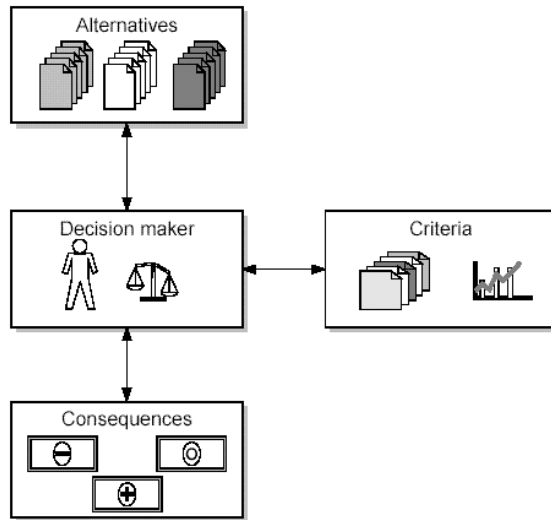 Alternatives
Decision maker
Criteria
Consequences